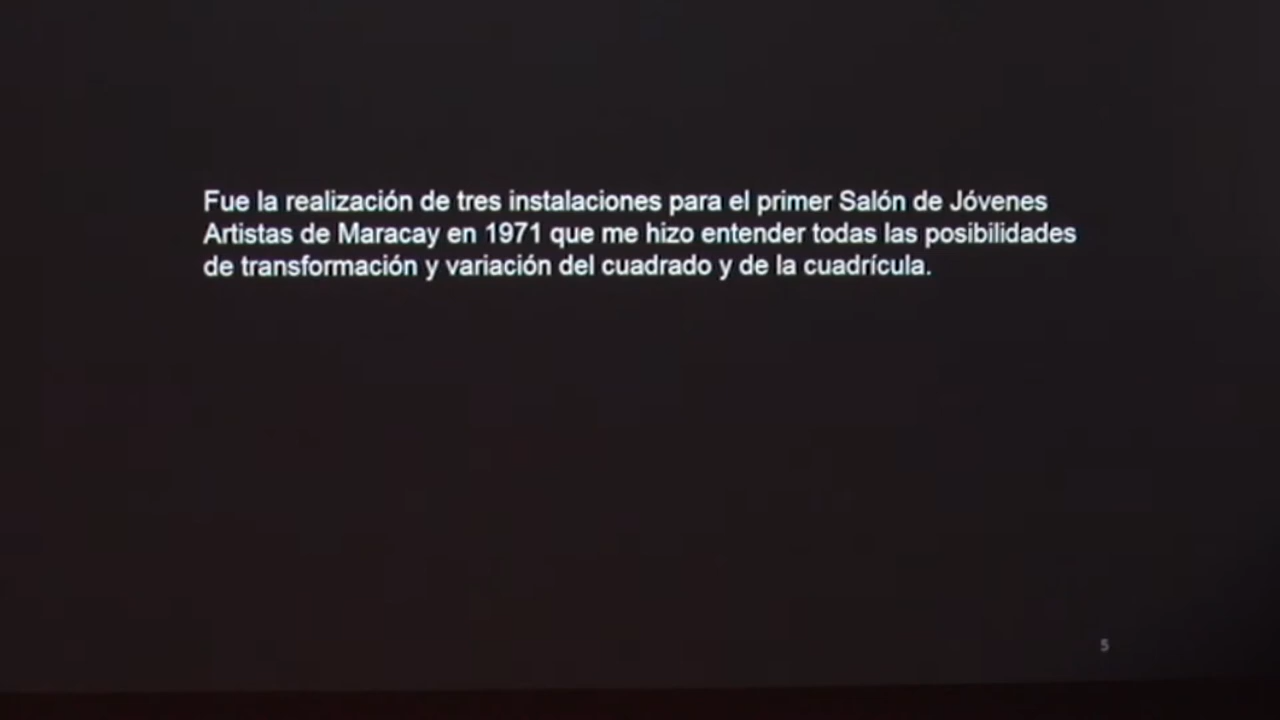 Fue la realización de tres instalaciones para el primer Salón de Jóvenes
Artistas de Maracay en 1971 que me hizo entender todas las posibilidades
de transformación y variación del cuadrado y de la cuadrícula.
5